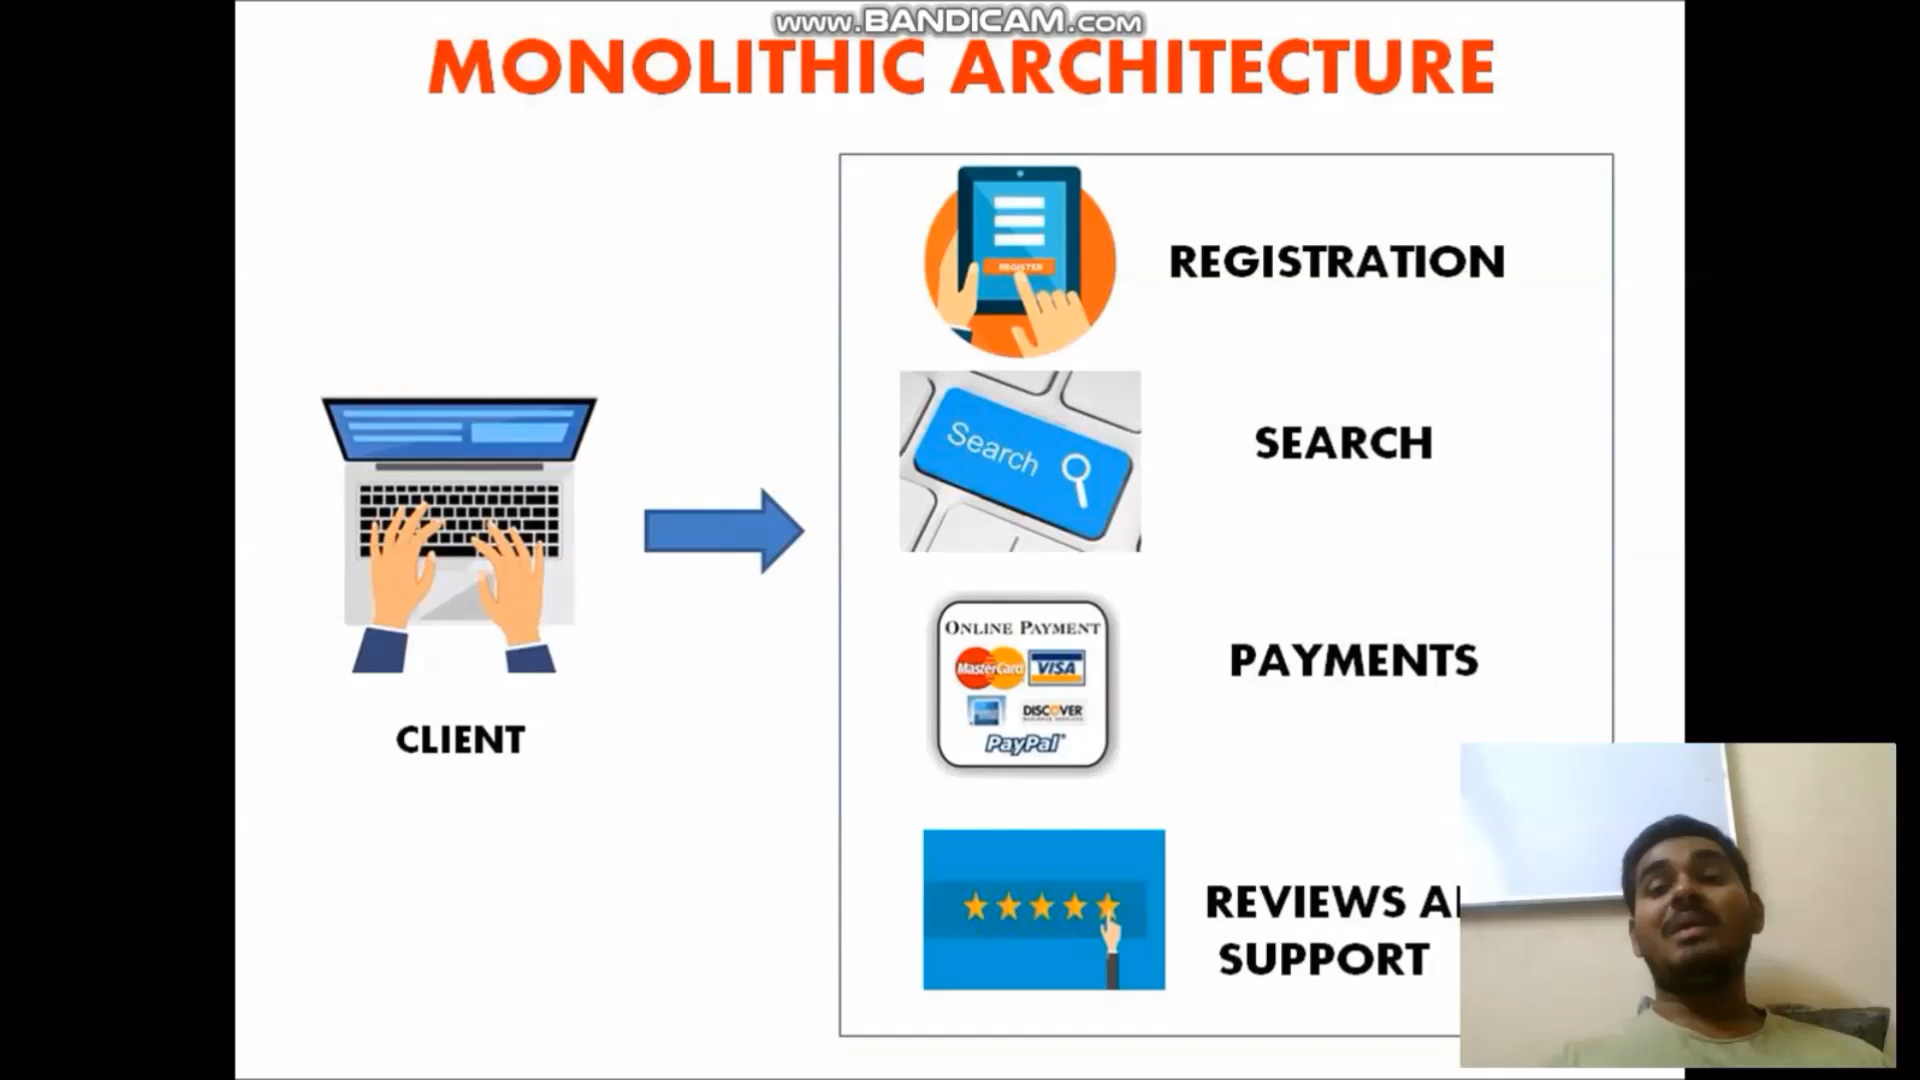 www.BANDICAM.com
MONOLITHIC ARCHITECTURE
REGISTER
REGISTRATION
Search
SEARCH
ONLINE PAYMENT
MasterCard VISA
DISCOVER
PayPal
PAYMENTS
CLIENT
REVIEWS A
SUPPORT